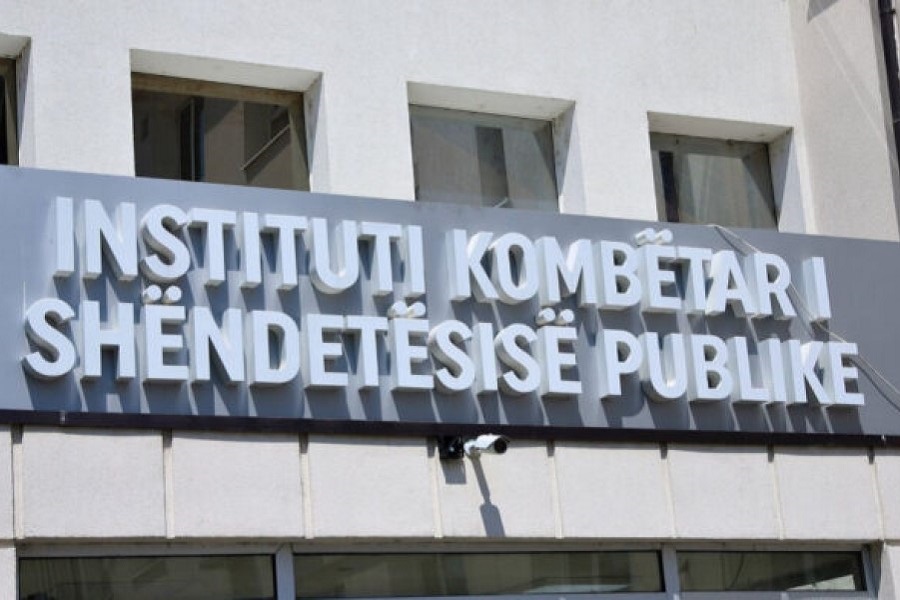 INSTITUTI KOMBËTAR I
SHËNDETËSISË PUBLIKE